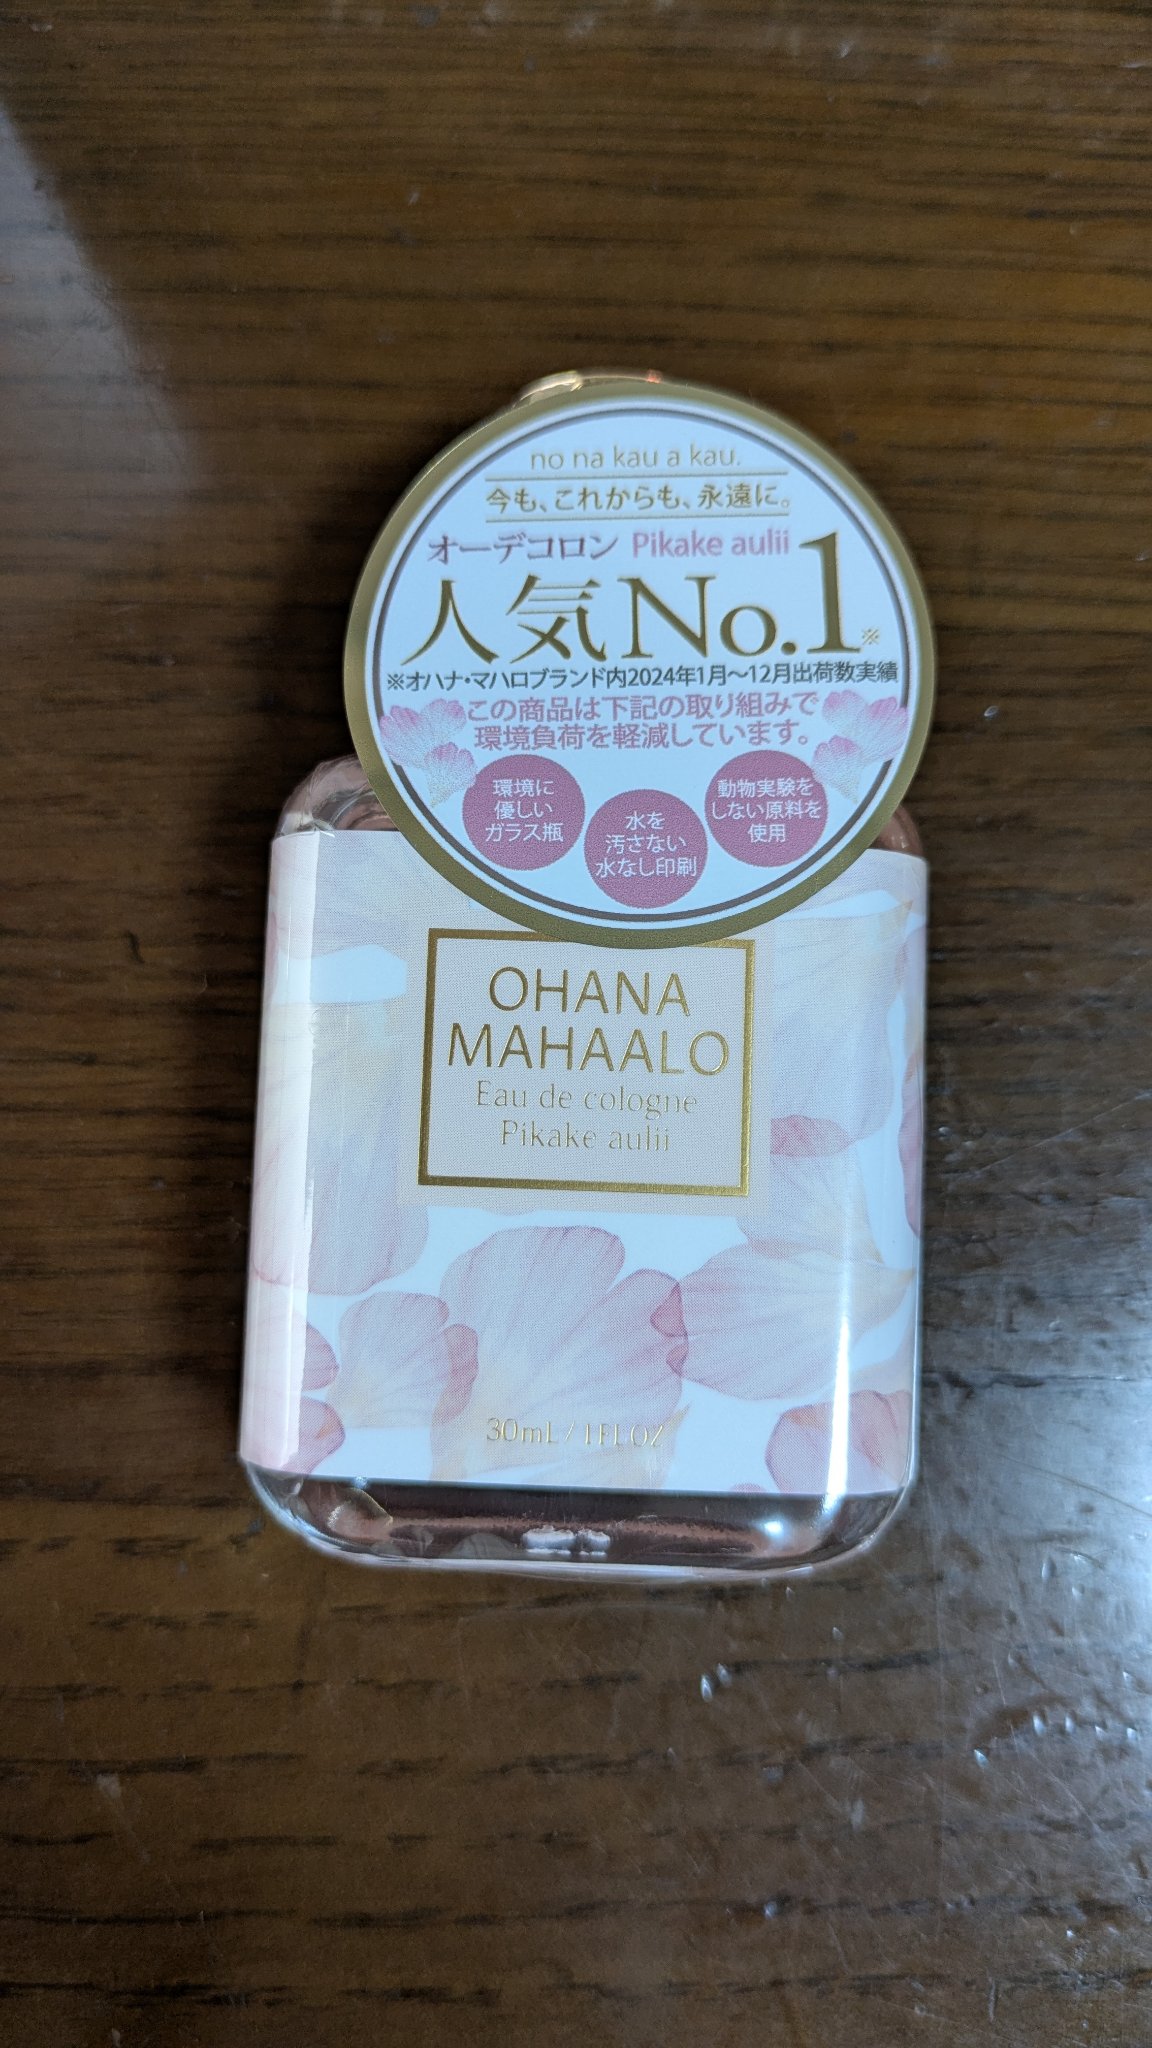 no na kau a kau.
今も、これからも、永遠に。
オーデコロン Pikake aulii
人気No.1※
※オハナ・マハロブランド内2024年1月～12月出荷数実績
この商品は下記の取り組みで
環境負荷を軽減しています。
環境に
優しい
ガラス瓶
水を
汚さない
水なし印刷
動物実験を
しない原料を
使用
OHANA
MAHAALO
Eau de cologne
Pikake aulii
30mL / 1FL OZ